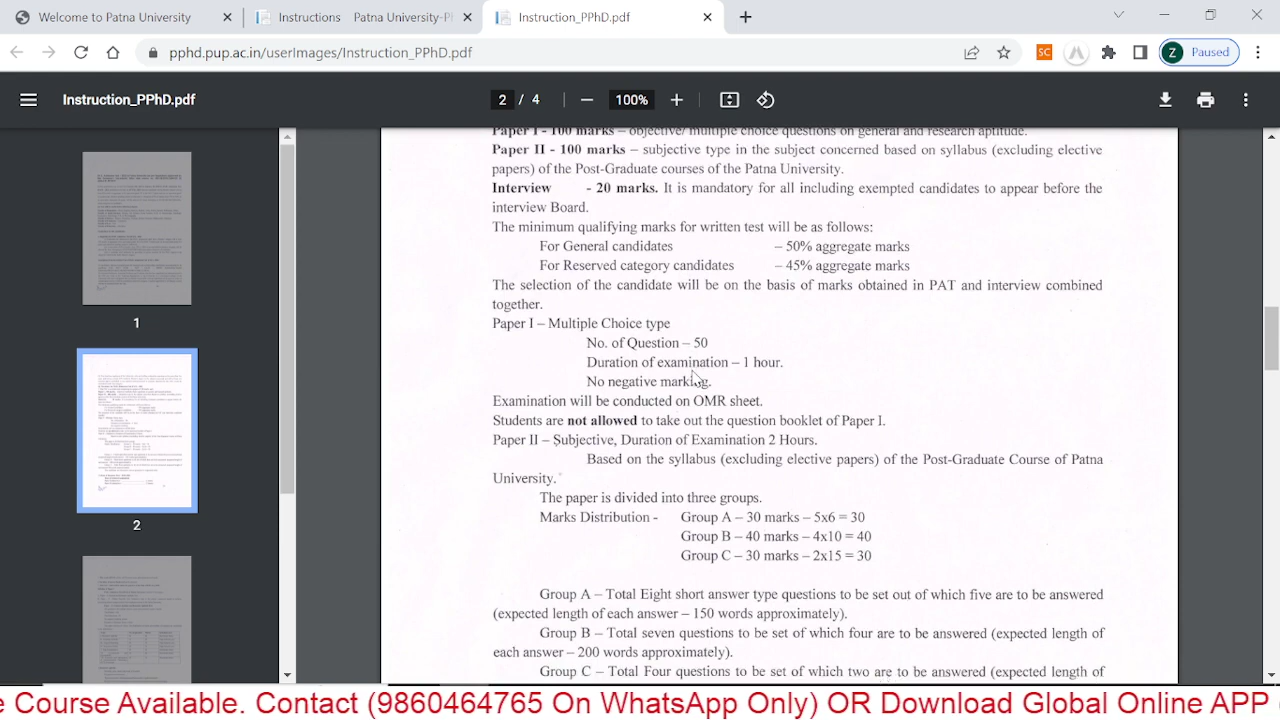 Welcome to Patna University
Instructions Patna University-P
Instruction_PPhD.pdf
pphd.pup.ac.in/userImages/Instruction_PPhD.pdf
SC
Z Paused
Instruction_PPhD.pdf
2 / 4
100%
Paper I - 100 marks – objective/ multiple choice questions on general and research aptitude.
Paper II - 100 marks – subjective type in the subject concerned based on syllabus (excluding elective
papers) of the Post-Graduate courses of the Patna University.
Interview - 20 marks. It is mandatory for all including exempted candidates to appear before the
interview Board.
The minimum qualifying marks for written test will be as follows:
For General candidates – 50% aggregate marks
For Reserved category candidates – 45% aggregate marks
The selection of the candidate will be on the basis of marks obtained in PAT and interview combined
together.
Paper I – Multiple Choice type
No. of Question – 50
Duration of examination – 1 hour.
No negative marking.
Examination will be conducted on OMR sheet.
Student are not allowed to take out the question booklet of Paper I.
Paper II – Subjective, Duration of Examination 2 Hours
Based on the syllabus (excluding elective papers) of the Post-Graduate Course of Patna
University.
The paper is divided into three groups.
Marks Distribution - Group A – 30 marks – 5x6 = 30
Group B – 40 marks – 4x10 = 40
Group C – 30 marks – 2x15 = 30
Group A – Total Eight short answer type questions to be set out of which five are to be answered
(expected length of each answer – 150 words approximately).
Group B – Total seven questions to be set of which four are to be answered (expected length of
each answer – 200 words approximately).
Group C – Total Four questions to be set of which two are to be answered (expected length of
1
2
e Course Available. Contact (9860464765 On WhatsApp Only) OR Download Global Online APP